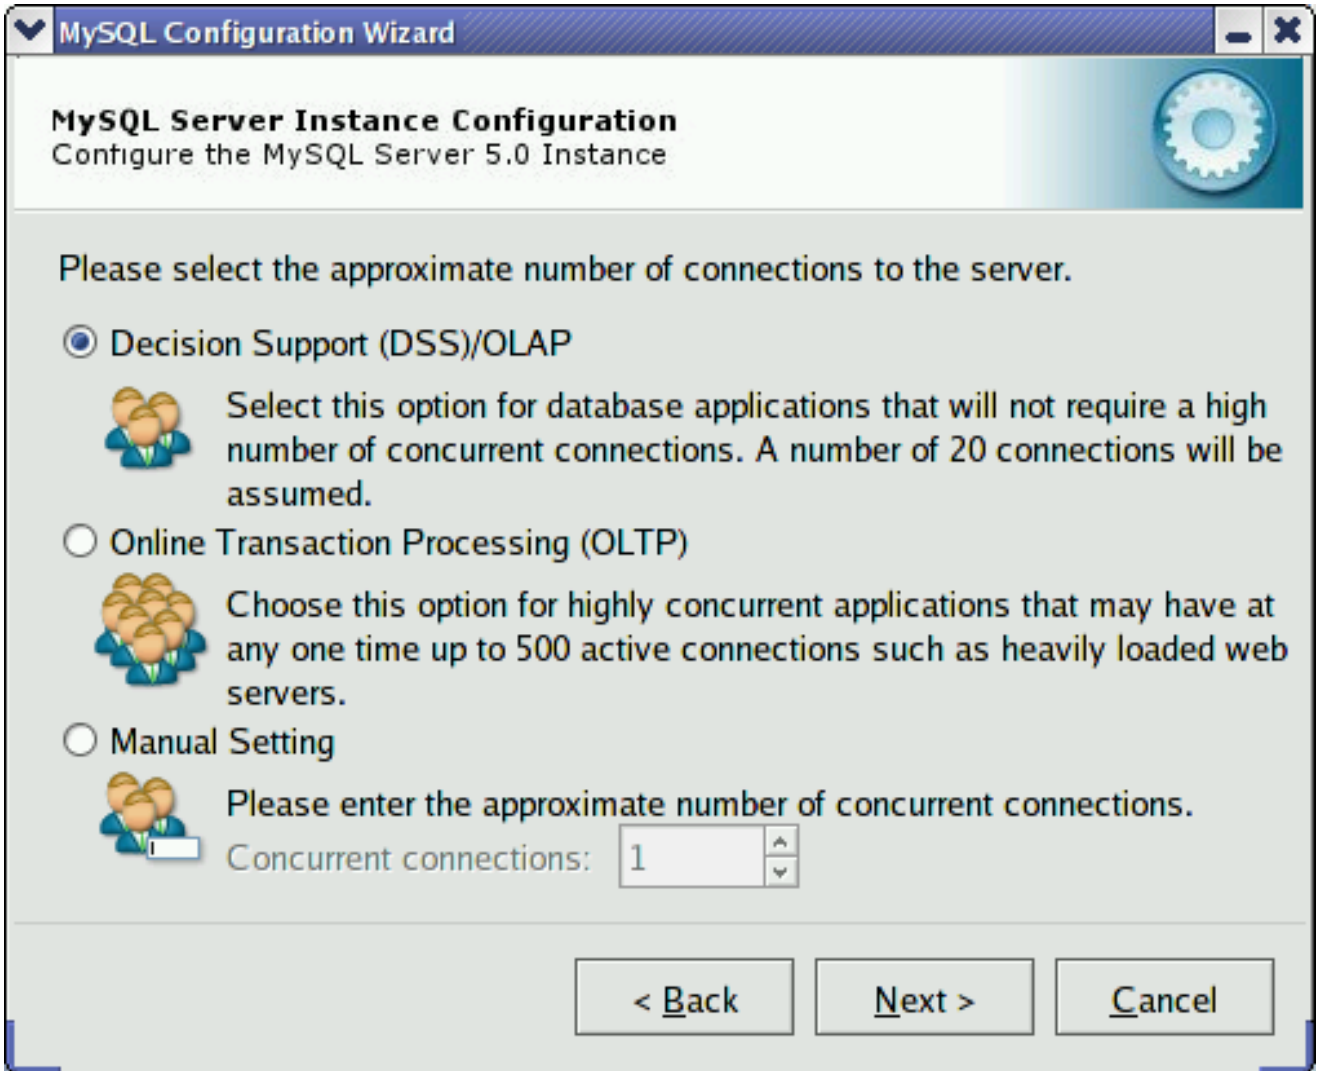 MySQL Configuration Wizard
MySQL Server Instance Configuration
Configure the MySQL Server 5.0 Instance
Please select the approximate number of connections to the server.
Decision Support (DSS)/OLAP
Select this option for database applications that will not require a high
number of concurrent connections. A number of 20 connections will be
assumed.
Online Transaction Processing (OLTP)
Choose this option for highly concurrent applications that may have at
any one time up to 500 active connections such as heavily loaded web
servers.
Manual Setting
Please enter the approximate number of concurrent connections.
Concurrent connections: 1
< Back Next > Cancel